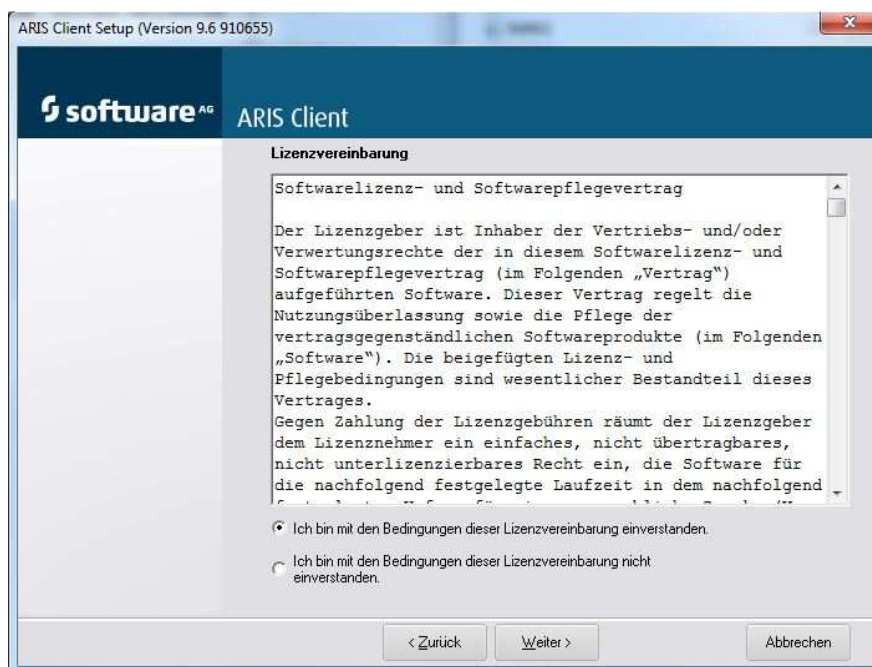 ARIS Client Setup (Version 9.6 910655)
software AG
ARIS Client
Lizenzvereinbarung
Softwarelizenz- und Softwarepflegevertrag
Der Lizenzgeber ist Inhaber der Vertriebs- und/oder
Verwertungsrechte der in diesem Softwarelizenz- und
Softwarepflegevertrag (im Folgenden „Vertrag“)
aufgeführten Software. Dieser Vertrag regelt die
Nutzungsüberlassung sowie die Pflege der
vertragsgegenständlichen Softwareprodukte (im Folgenden
„Software“). Die beigefügten Lizenz- und
Pflegebedingungen sind wesentlicher Bestandteil dieses
Vertrages.
Gegen Zahlung der Lizenzgebühren räumt der Lizenzgeber
dem Lizenznehmer ein einfaches, nicht übertragbares,
nicht unterlizenzierbares Recht ein, die Software für
die nachfolgend festgelegte Laufzeit in dem nachfolgend
Ich bin mit den Bedingungen dieser Lizenzvereinbarung einverstanden.
Ich bin mit den Bedingungen dieser Lizenzvereinbarung nicht
einverstanden.
< Zurück
Weiter >
Abbrechen